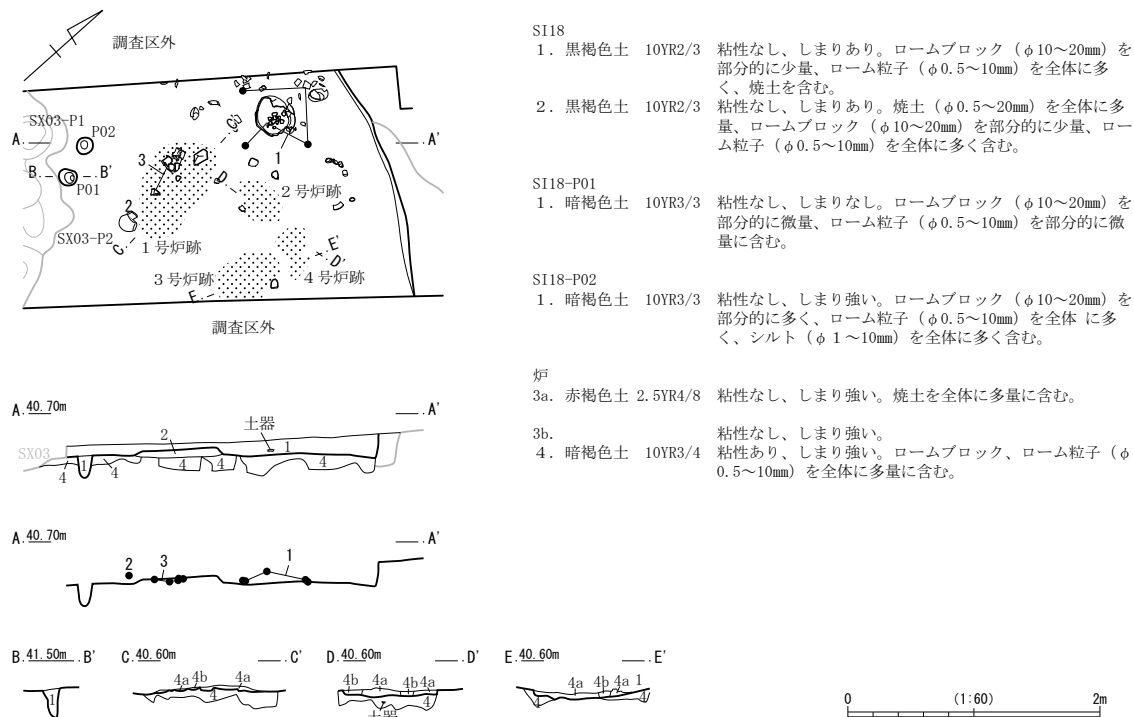 調査区外
SX03-P1
P02
A
A'
3
1
B
B'
P01
2
2号炉跡
SX03-P2
C
C'
1号炉跡
E'
D'
3号炉跡
4号炉跡
E
調査区外
A 40.70m A'
土器
2
SX03
1
4 1 4 4 4 4
A 40.70m A'
2 3 1
B 41.50m B' C 40.60m C' D 40.60m D' E 40.60m E'
1
4a 4b 4a
4
4b 4a 4b 4a
4
土器
4a 4b 4a 1
4 4
SI18
1. 黒褐色土 10YR2/3 粘性なし、しまりあり。ロームブロック（φ10～20㎜）を
部分的に少量、ローム粒子（φ0.5～10㎜）を全体に多
く、焼土を含む。
2. 黒褐色土 10YR2/3 粘性なし、しまりあり。焼土（φ0.5～20㎜）を全体に多
量、ロームブロック（φ10～20㎜）を部分的に少量、ロー
ム粒子（φ0.5～10㎜）を全体に多く含む。
SI18-P01
1. 暗褐色土 10YR3/3 粘性なし、しまりなし。ロームブロック（φ10～20㎜）を
部分的に微量、ローム粒子（φ0.5～10㎜）を部分的に微
量に含む。
SI18-P02
1. 暗褐色土 10YR3/3 粘性なし、しまり強い。ロームブロック（φ10～20㎜）を
部分的に多く、ローム粒子（φ0.5～10㎜）を全体 に多
く、シルト（φ１～10㎜）を全体に多く含む。
炉
3a. 赤褐色土 2.5YR4/8 粘性なし、しまり強い。焼土を全体に多量に含む。
3b. 粘性なし、しまり強い。
4. 暗褐色土 10YR3/4 粘性あり、しまり強い。ロームブロック、ローム粒子（φ
0.5～10㎜）を全体に多量に含む。
0 (1:60) 2m